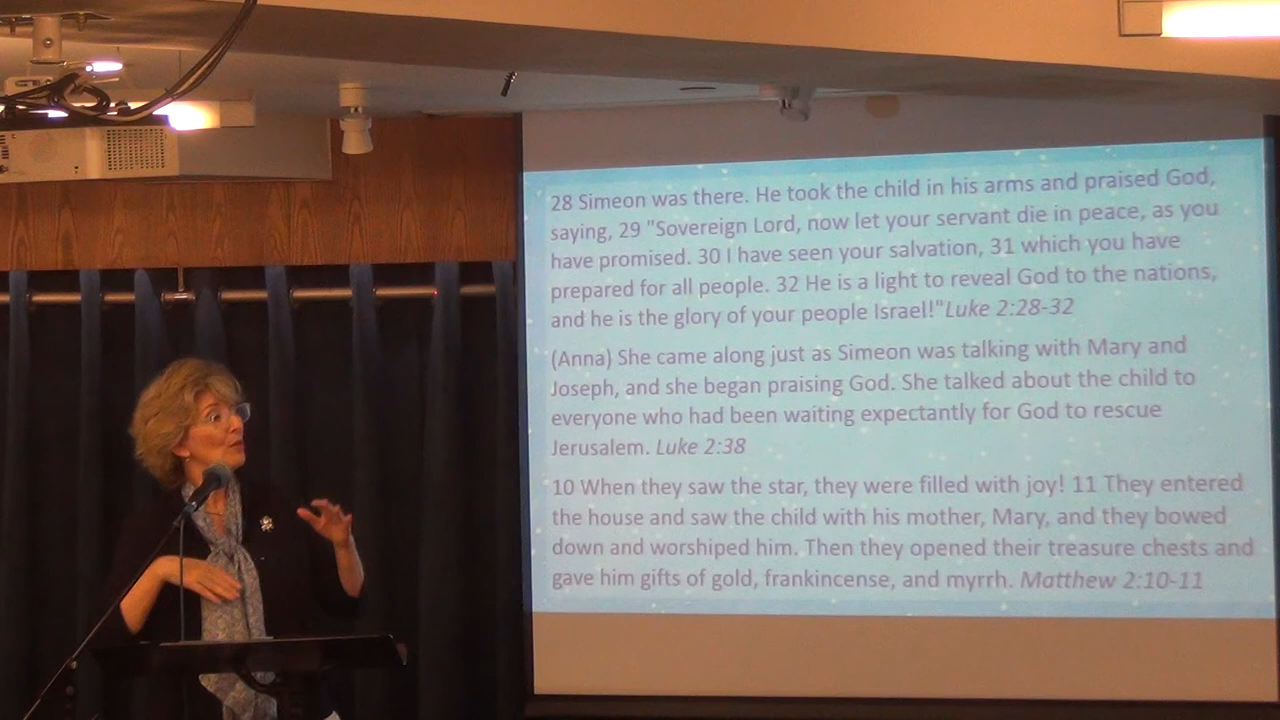 28 Simeon was there. He took the child in his arms and praised God,
saying, 29 "Sovereign Lord, now let your servant die in peace, as you
have promised. 30 I have seen your salvation, 31 which you have
prepared for all people. 32 He is a light to reveal God to the nations,
and he is the glory of your people Israel!"Luke 2:28-32
(Anna) She came along just as Simeon was talking with Mary and
Joseph, and she began praising God. She talked about the child to
everyone who had been waiting expectantly for God to rescue
Jerusalem. Luke 2:38
10 When they saw the star, they were filled with joy! 11 They entered
the house and saw the child with his mother, Mary, and they bowed
down and worshiped him. Then they opened their treasure chests and
gave him gifts of gold, frankincense, and myrrh. Matthew 2:10-11